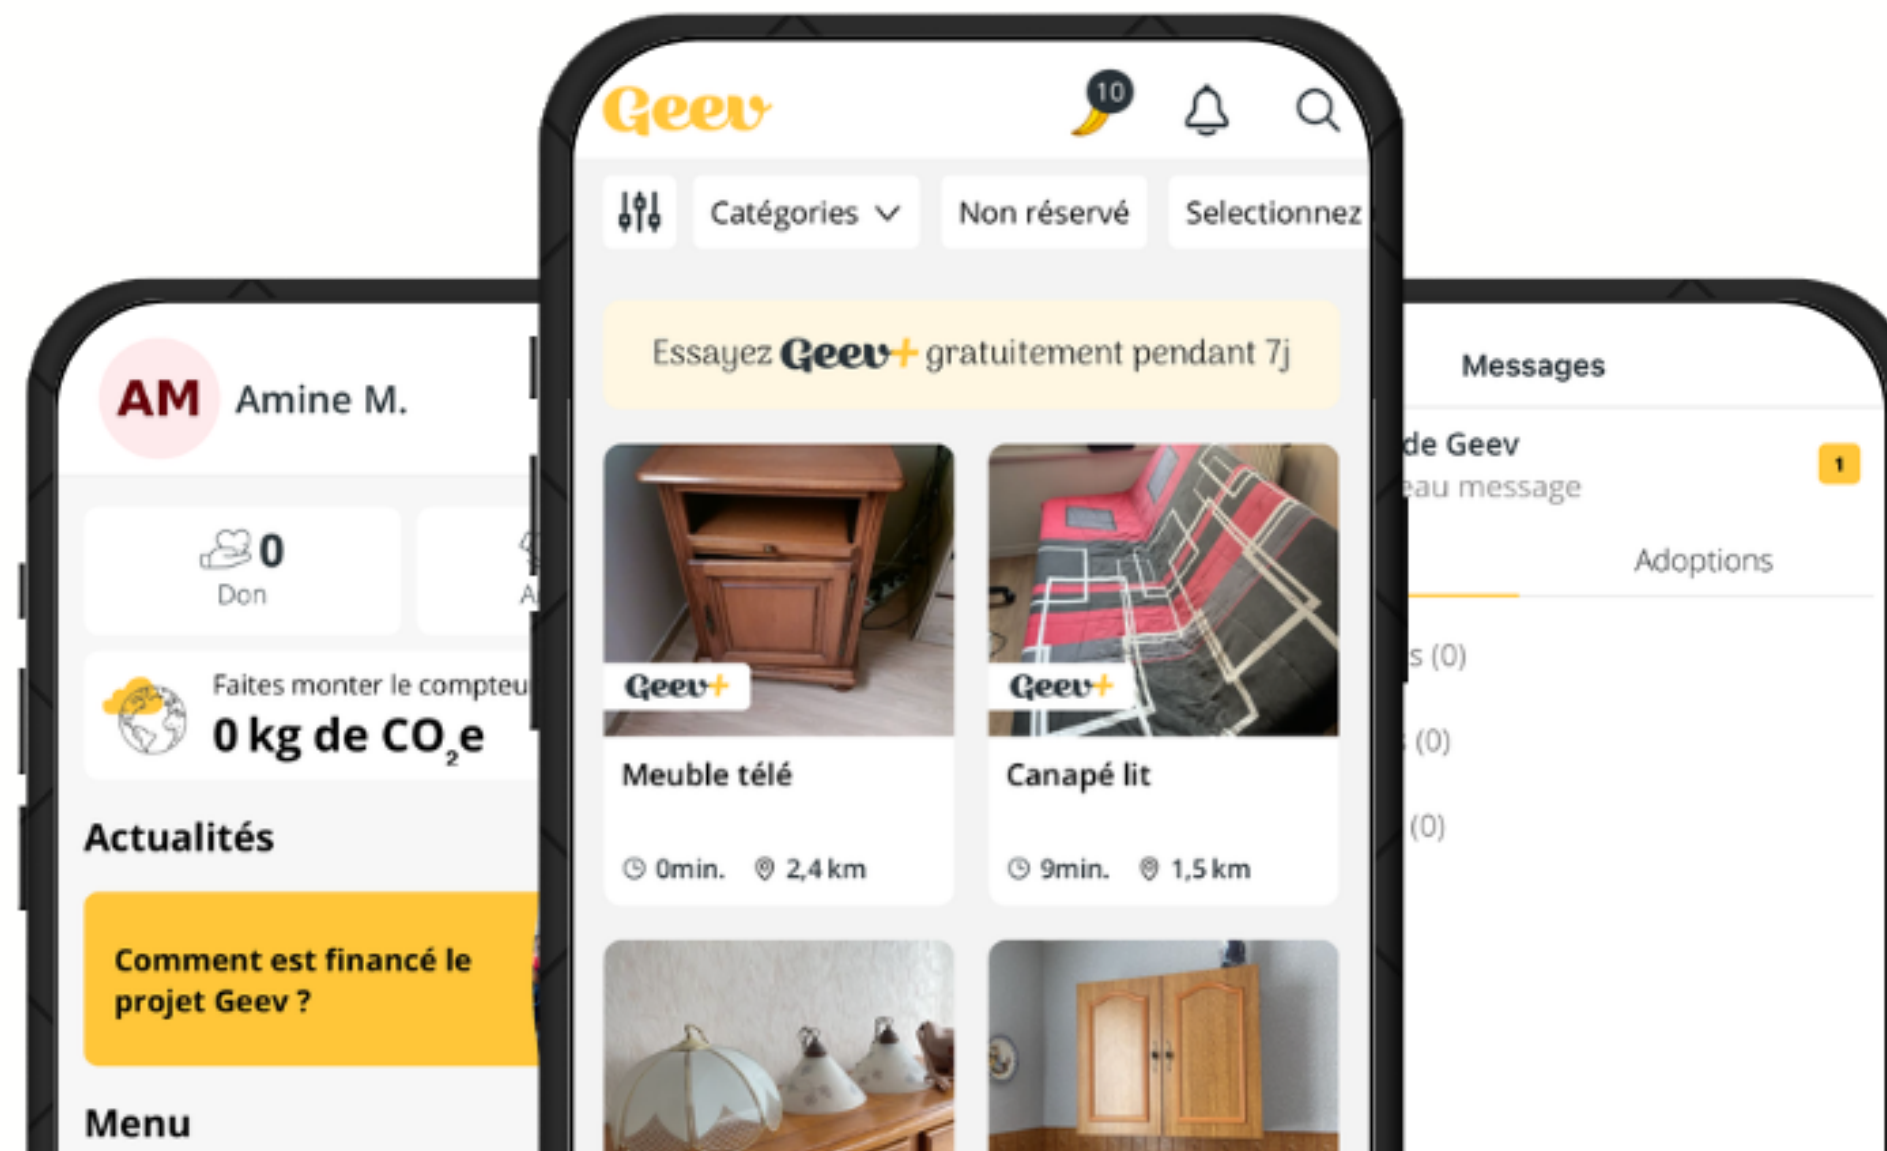 Geev
10
Catégories
Non réservé
Selectionnez
Essayez Geev+ gratuitement pendant 7j
Geev+
Meuble télé
0min.
2,4 km
Geev+
Canapé lit
9min.
1,5 km
AM
Amine M.
0
Don
Faites monter le
0 kg de CO₂e
Actualités
Comment est financé le
projet Geev ?
Menu
Messages
de Geev
message
1
Adoptions
(0)
(0)
(0)